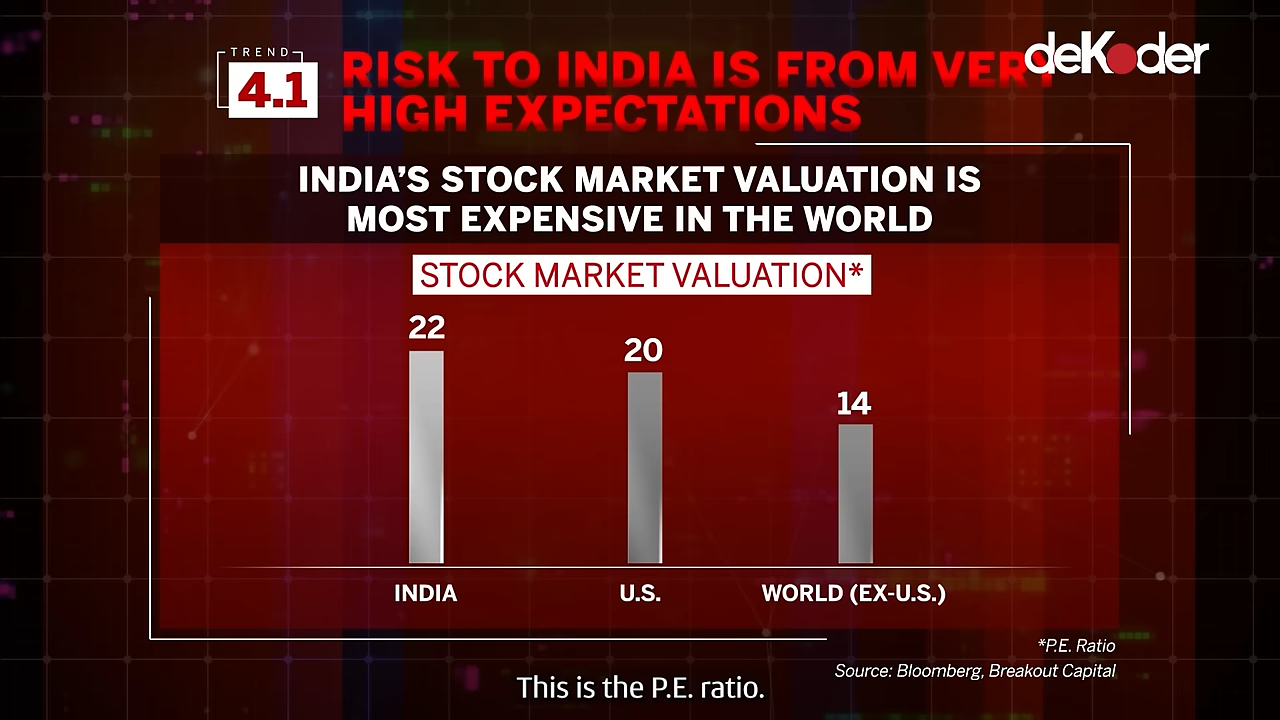 TREND
4.1
RISK TO INDIA IS FROM VERY
HIGH EXPECTATIONS
deKoder
INDIA'S STOCK MARKET VALUATION IS
MOST EXPENSIVE IN THE WORLD
STOCK MARKET VALUATION*
22
20
14
INDIA
U.S.
WORLD (EX-U.S.)
*P.E. Ratio
Source: Bloomberg, Breakout Capital
This is the P.E. ratio.